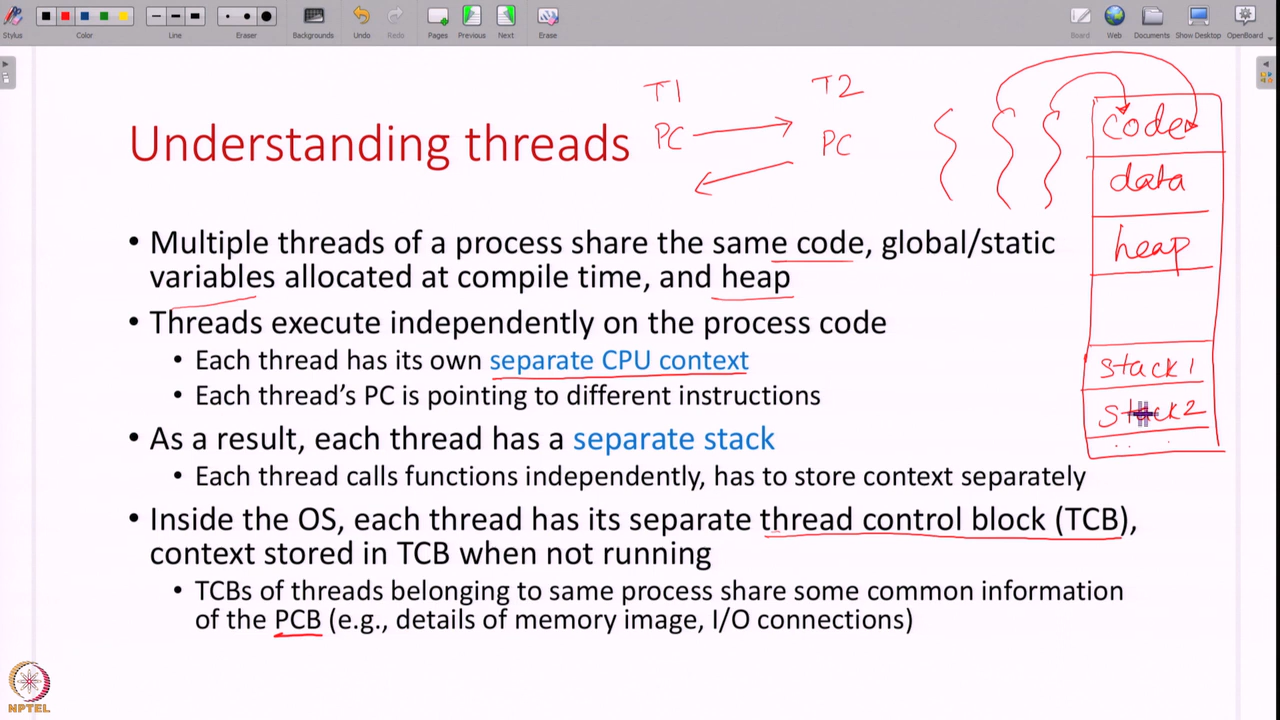 Stylus
Color
Line
Eraser
Backgrounds
Undo
Redo
Pages
Previous
Next
Erase
Board
Web
Documents
Show Desktop
OpenBoard
T1
T2
PC
PC
code
data
heap
stack1
stack2
Understanding threads
• Multiple threads of a process share the same code, global/static
variables allocated at compile time, and heap
• Threads execute independently on the process code
• Each thread has its own separate CPU context
• Each thread's PC is pointing to different instructions
• As a result, each thread has a separate stack
• Each thread calls functions independently, has to store context separately
• Inside the OS, each thread has its separate thread control block (TCB),
context stored in TCB when not running
• TCBs of threads belonging to same process share some common information
of the PCB (e.g., details of memory image, I/O connections)
NPTEL